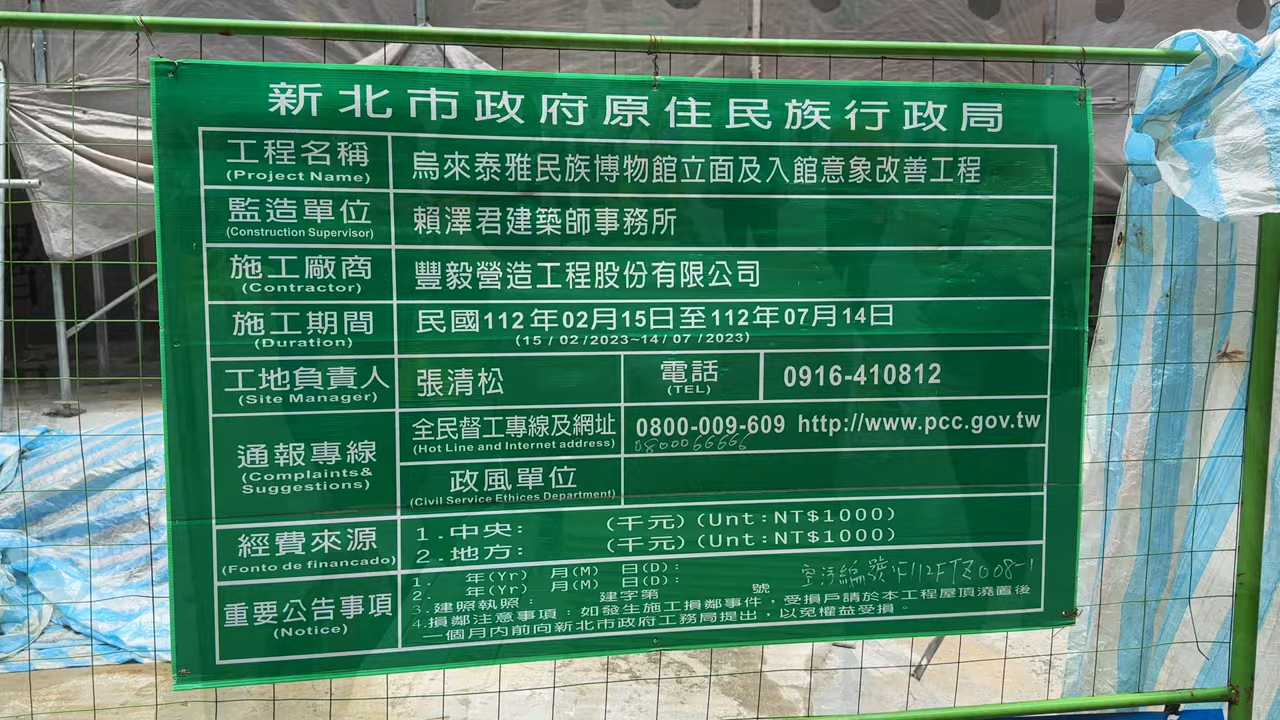 新北市政府原住民族行政局
工程名稱 烏來泰雅民族博物館立面及入館意象改善工程
(Project Name)
監造單位 賴澤君建築師事務所
(Construction Supervisor)
施工廠商 豐毅營造工程股份有限公司
(Contractor)
施工期間 民國112年02月15日至112年07月14日
(Duration) (15/02/2023~14/07/2023)
工地負責人 張清松 電話 0916-410812
(Site Manager) (TEL)
通報專線 全民督工專線及網址 0800-009-609 http://www.pcc.gov.tw
(Complaints& (Hot Line and Internet address) 0800066666
Suggestions) 政風單位
(Civil Service Ethices Department)
經費來源 1.中央: (千元)(Unt:NT$1000)
(Fonto de financado) 2.地方: (千元)(Unt:NT$1000)
重要公告事項 1. 年(Yr) 月(M) 日(D):
(Notice) 2. 年(Yr) 月(M) 日(D): 空污編號:F112FTZ008-1
3.建照執照: 建字第 號
4.損鄰注意事項:如發生施工損鄰事件,受損戶請於本工程屋頂澆置後
一個月內前向新北市政府工務局提出,以免權益受損。